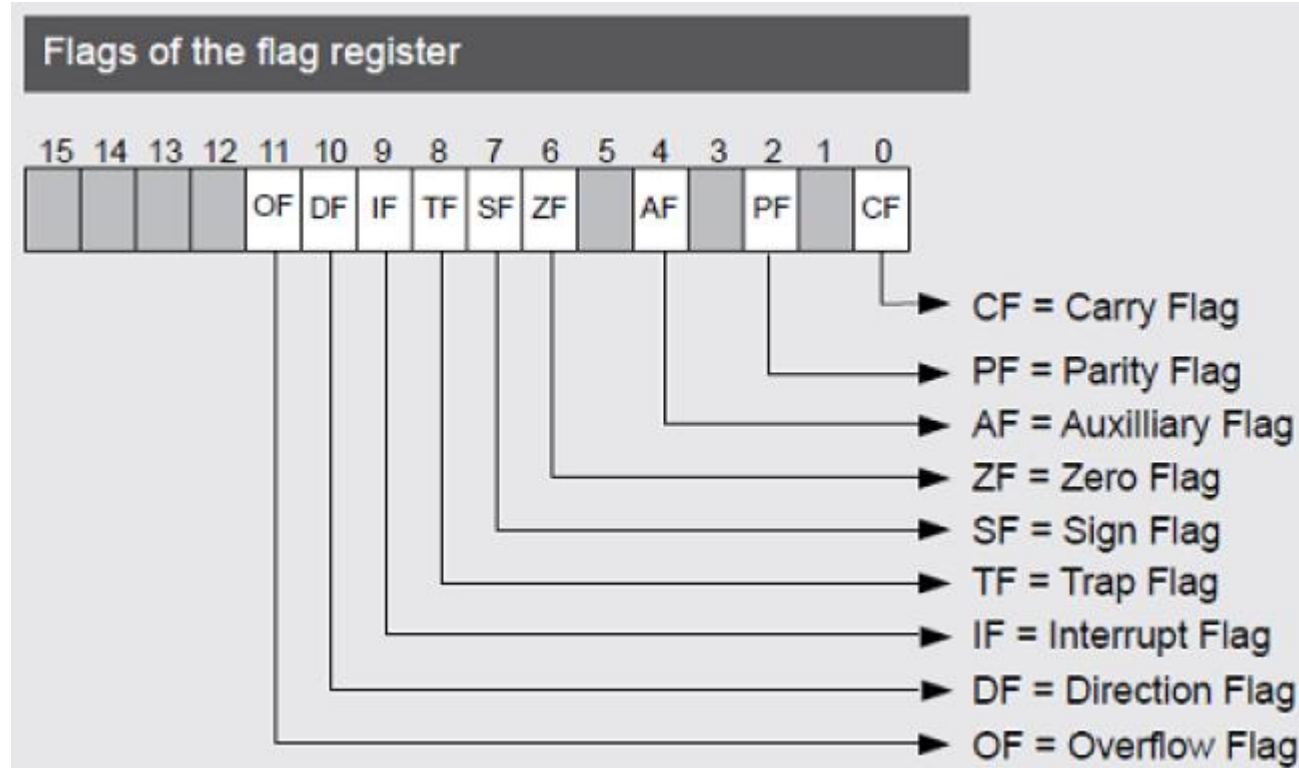 Flags of the flag register
15 14 13 12 11 10 9 8 7 6 5 4 3 2 1 0
OF DF IF TF SF ZF AF PF CF
CF = Carry Flag
PF = Parity Flag
AF = Auxilliary Flag
ZF = Zero Flag
SF = Sign Flag
TF = Trap Flag
IF = Interrupt Flag
DF = Direction Flag
OF = Overflow Flag